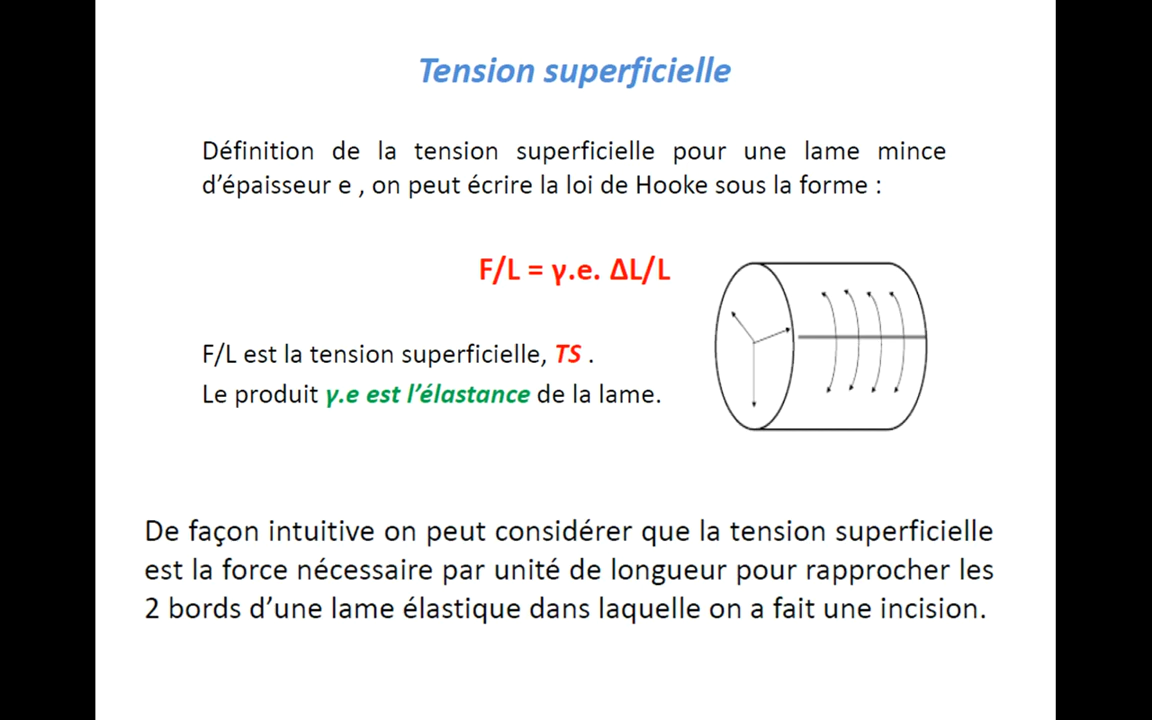 Tension superficielle
Définition de la tension superficielle pour une lame mince
d’épaisseur e , on peut écrire la loi de Hooke sous la forme :
F/L = γ.e. ΔL/L
F/L est la tension superficielle, TS .
Le produit γ.e est l’élastance de la lame.
De façon intuitive on peut considérer que la tension superficielle
est la force nécessaire par unité de longueur pour rapprocher les
2 bords d’une lame élastique dans laquelle on a fait une incision.